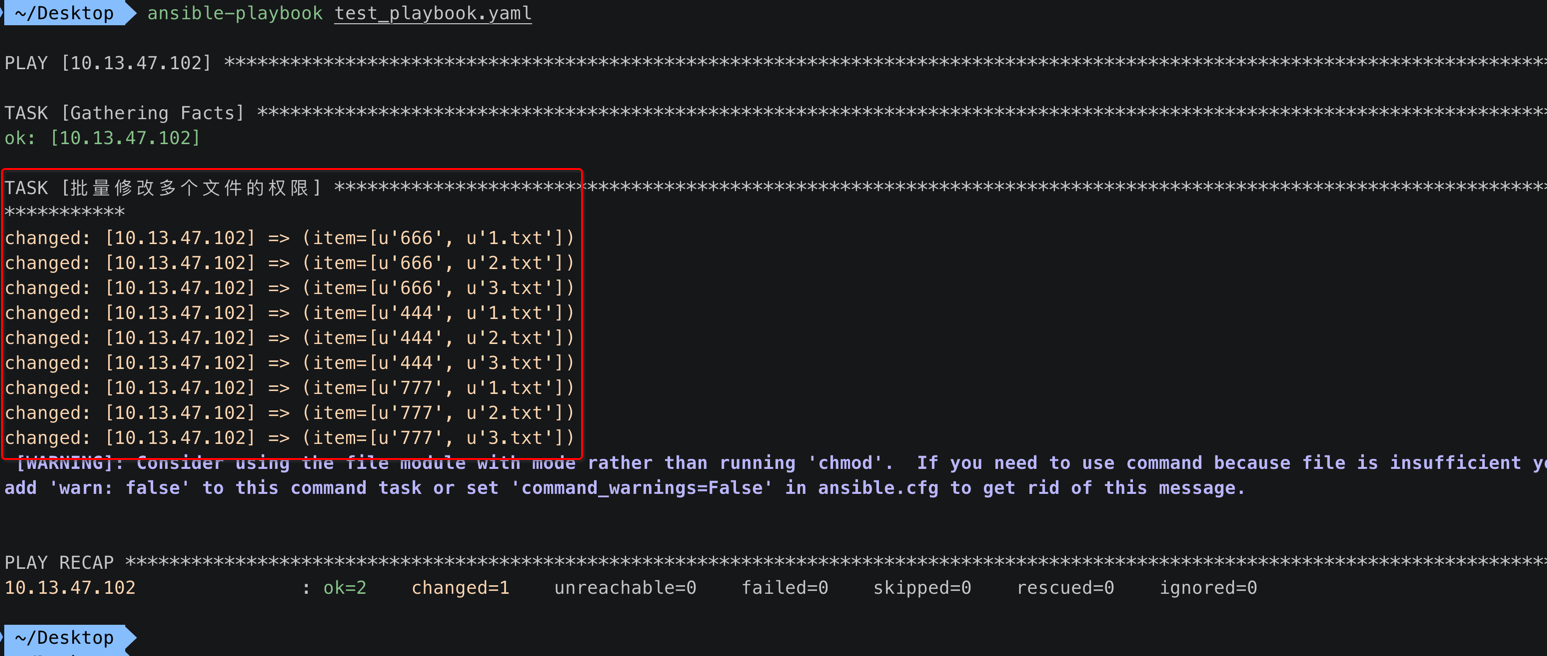 ~/Desktop ansible-playbook test_playbook.yaml
PLAY [10.13.47.102] *****************************************************************************************************************************
TASK [Gathering Facts] **************************************************************************************************************************
ok: [10.13.47.102]
TASK [批量修改多个文件的权限] ***************************************************************************************************************
***********
changed: [10.13.47.102] => (item=[u'666', u'1.txt'])
changed: [10.13.47.102] => (item=[u'666', u'2.txt'])
changed: [10.13.47.102] => (item=[u'666', u'3.txt'])
changed: [10.13.47.102] => (item=[u'444', u'1.txt'])
changed: [10.13.47.102] => (item=[u'444', u'2.txt'])
changed: [10.13.47.102] => (item=[u'444', u'3.txt'])
changed: [10.13.47.102] => (item=[u'777', u'1.txt'])
changed: [10.13.47.102] => (item=[u'777', u'2.txt'])
changed: [10.13.47.102] => (item=[u'777', u'3.txt'])
[WARNING]: Consider using the file module with mode rather than running 'chmod'.  If you need to use command because file is insufficient
add 'warn: false' to this command task or set 'command_warnings=False' in ansible.cfg to get rid of this message.
PLAY RECAP **************************************************************************************************************************************
10.13.47.102 : ok=2 changed=1 unreachable=0 failed=0 skipped=0 rescued=0 ignored=0
~/Desktop